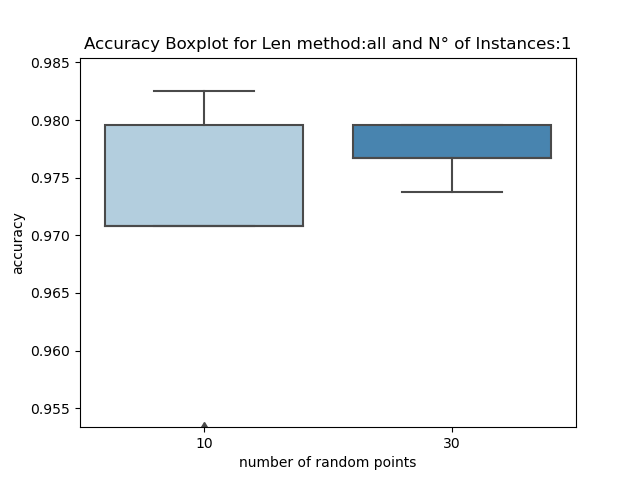 Accuracy Boxplot for Len method:all and N° of Instances:1
0.985
0.980
0.975
0.970
0.965
0.960
0.955
accuracy
10 30
number of random points